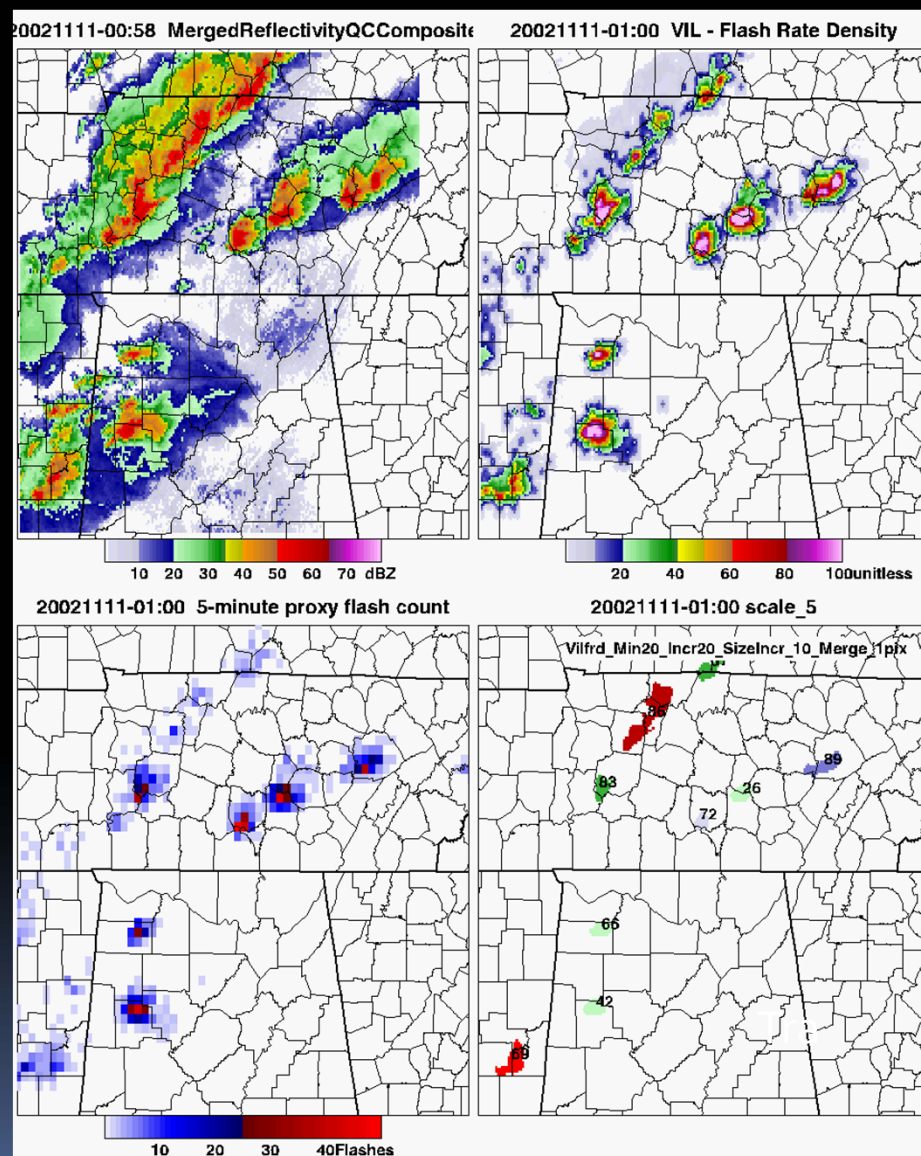 20021111-00:58 MergedReflectivityQCComposite
20021111-01:00 VIL - Flash Rate Density
10 20 30 40 50 60 70 dBZ
20 40 60 80 100unitless
20021111-01:00 5-minute proxy flash count
20021111-01:00 scale_5
Vilfrd_Min20_Incr20_SizeIncr_10_Merge_1pix
86
83
89
26
72
66
42
69
Tra
10 20 30 40Flashes